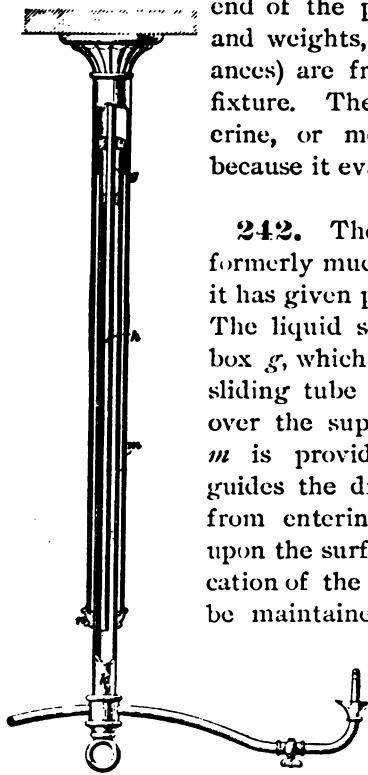 end of the p
and weights,
ances) are fr
fixture. The
erine, or m
because it eva
242. The
formerly muc
it has given p
The liquid s
box g, which
sliding tube
over the sup
m is provid
guides the d
from enterin
upon the surf
cation of the
be maintaine
g
h
m
n
k